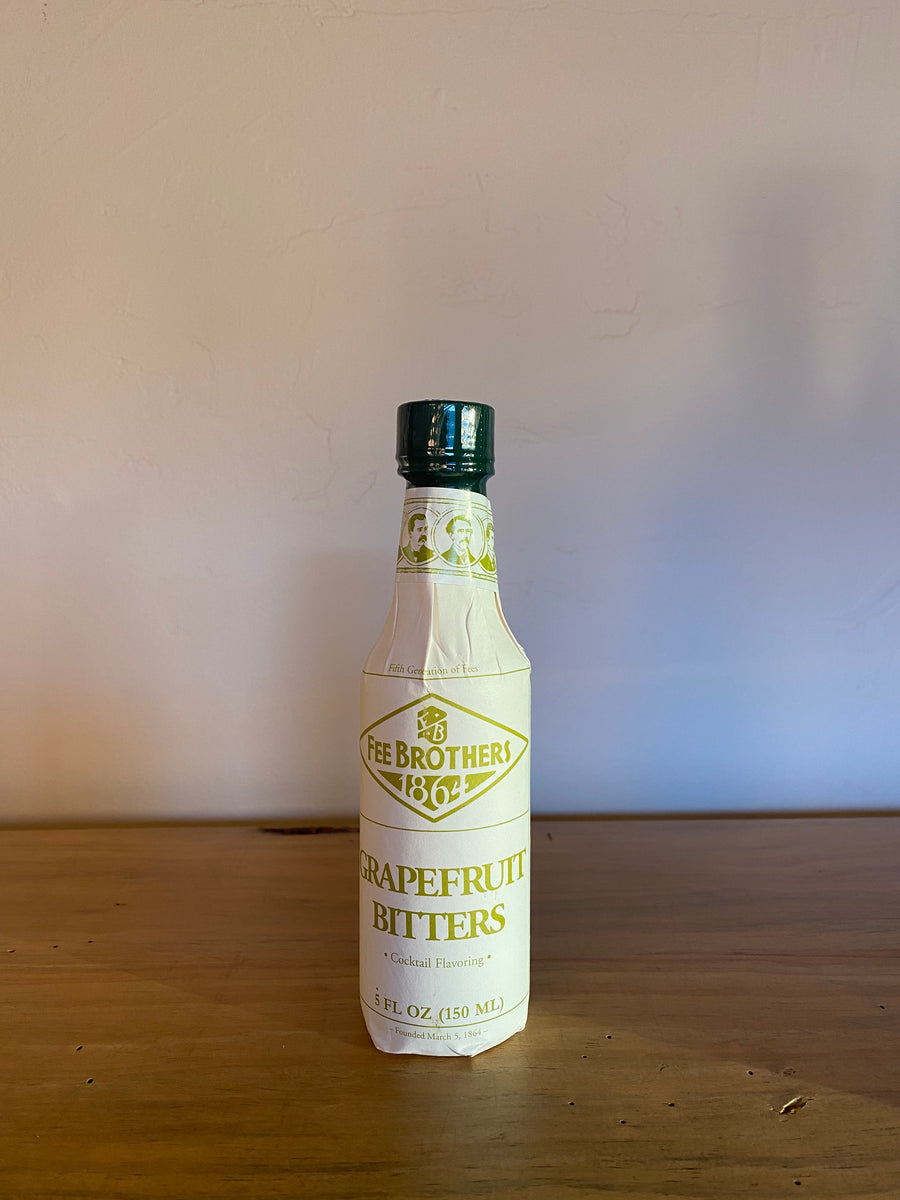 Fifth Generation of Fees
F B
FEE BROTHERS
1864
GRAPEFRUIT
BITTERS
• Cocktail Flavoring •
5 FL OZ (150 ML)
- Founded March 5, 1864 -